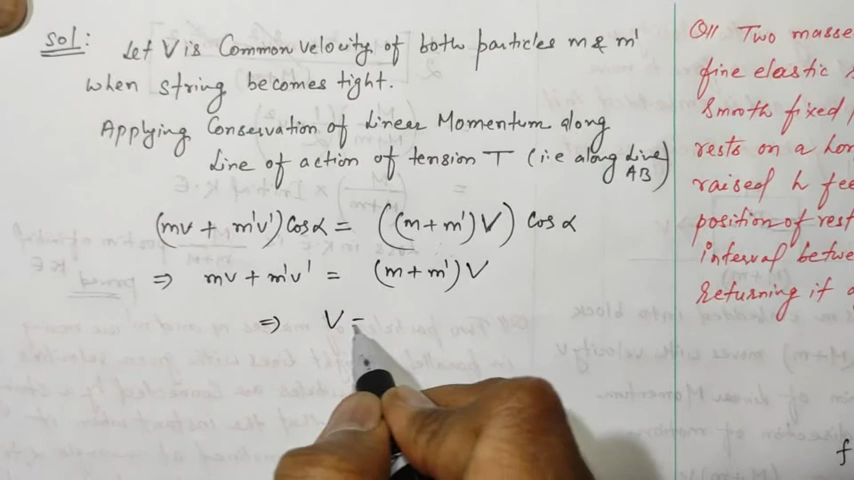 Sol: Let V is Common velocity of both particles m & m'
when string becomes tight.
Applying Conservation of Linear Momentum along
Line of action of tension T (i.e along Line AB)
(mv + m'v') Cosα = ((m + m') V) Cosα
⇒ mv + m'v' = (m + m') V
⇒ V =
Q11 Two masse
fine elastic
smooth fixed
rests on a hor
raised h fee
position of rest
interval betwe
returning if
f